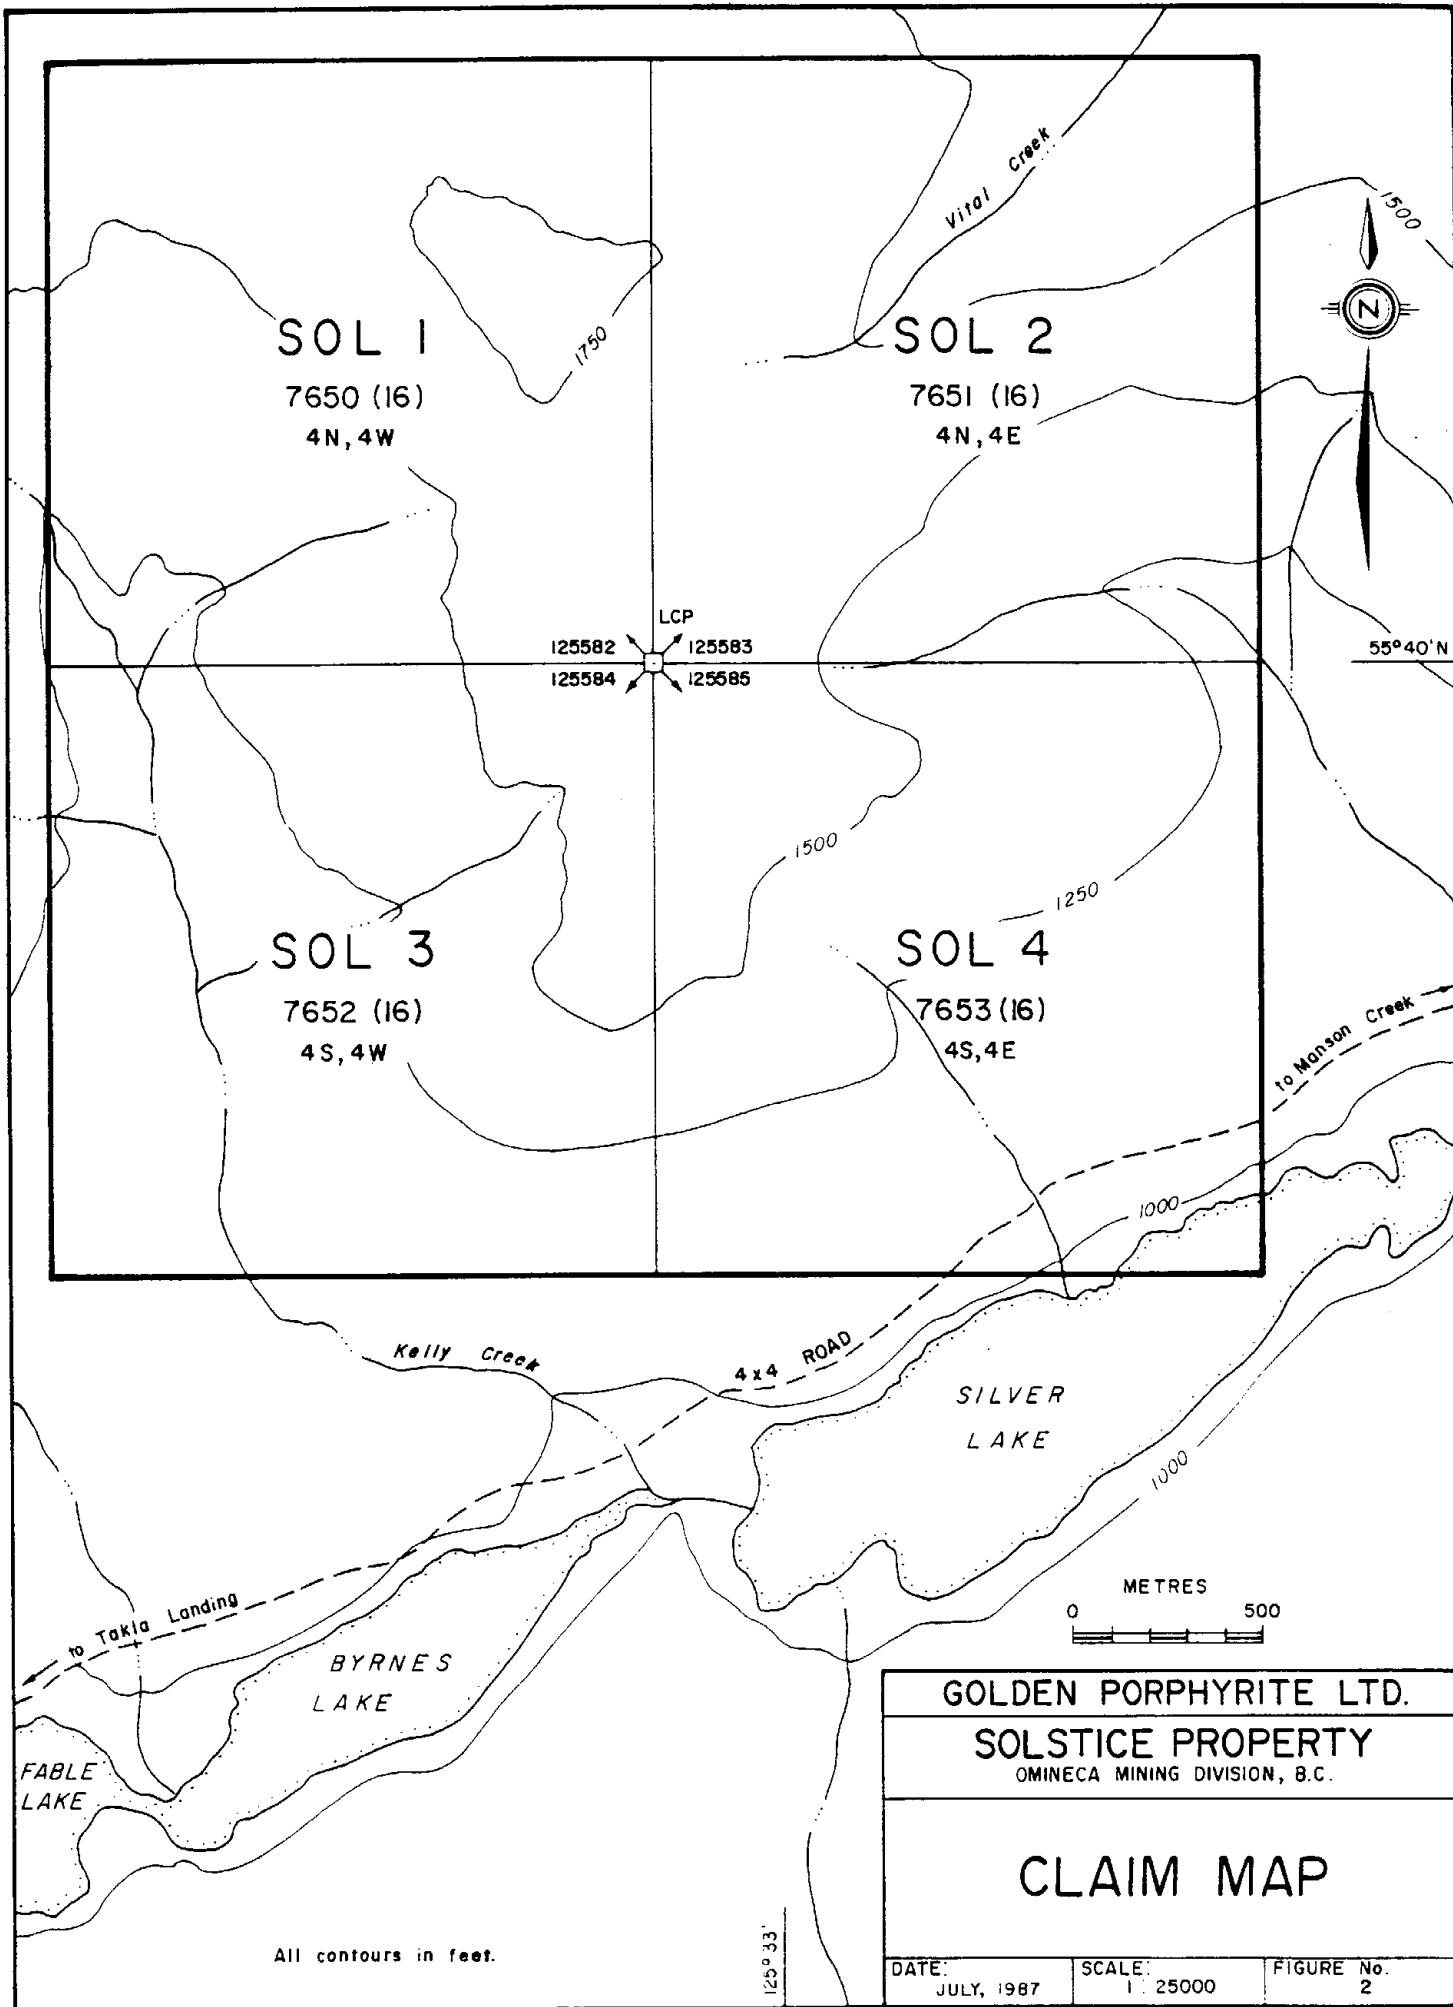 Vital Creek
1500
SOL 1
7650 (16)
4N, 4W
1750
SOL 2
7651 (16)
4N, 4E
N
LCP
125582
125583
125584
125585
55°40'N
1500
1250
SOL 3
7652 (16)
4S, 4W
SOL 4
7653 (16)
4S, 4E
to Manson Creek
1000
Kelly Creek
4x4 ROAD
SILVER
LAKE
1000
to Takla Landing
BYRNES
LAKE
FABLE
LAKE
METRES
0 500
All contours in feet.
125°33'
GOLDEN PORPHYRITE LTD.
SOLSTICE PROPERTY
OMINECA MINING DIVISION, B.C.
CLAIM MAP
DATE:
JULY, 1987
SCALE:
1 : 25000
FIGURE No.
2